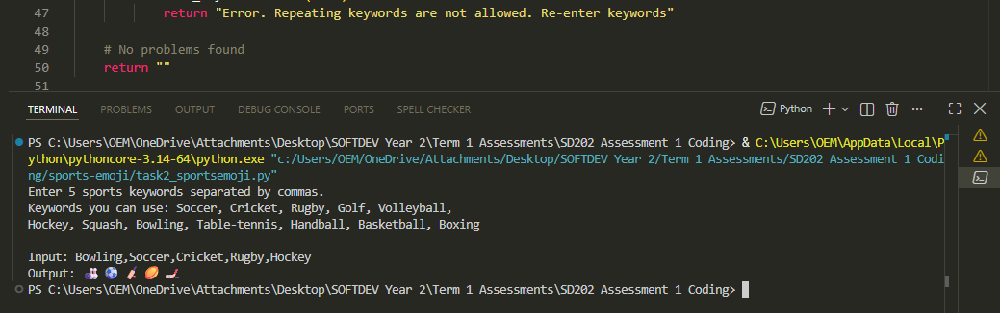 47 return "Error. Repeating keywords are not allowed. Re-enter keywords"
48
49 # No problems found
50 return ""
51
TERMINAL PROBLEMS OUTPUT DEBUG CONSOLE PORTS SPELL CHECKER Python
PS C:\Users\OEM\OneDrive\Attachments\Desktop\SOFTDEV Year 2\Term 1 Assessments\SD202 Assessment 1 Coding> & C:\Users\OEM\AppData\Local\P
ython\pythoncore-3.14-64\python.exe "c:/Users/OEM/OneDrive/Attachments/Desktop/SOFTDEV Year 2/Term 1 Assessments/SD202 Assessment 1 Codi
ng/sports-emoji/task2_sportsemoji.py"
Enter 5 sports keywords separated by commas.
Keywords you can use: Soccer, Cricket, Rugby, Golf, Volleyball,
Hockey, Squash, Bowling, Table-tennis, Handball, Basketball, Boxing
Input: Bowling,Soccer,Cricket,Rugby,Hockey
Output: 🎳 ⚽ 🏏 🏉 🏒
PS C:\Users\OEM\OneDrive\Attachments\Desktop\SOFTDEV Year 2\Term 1 Assessments\SD202 Assessment 1 Coding>